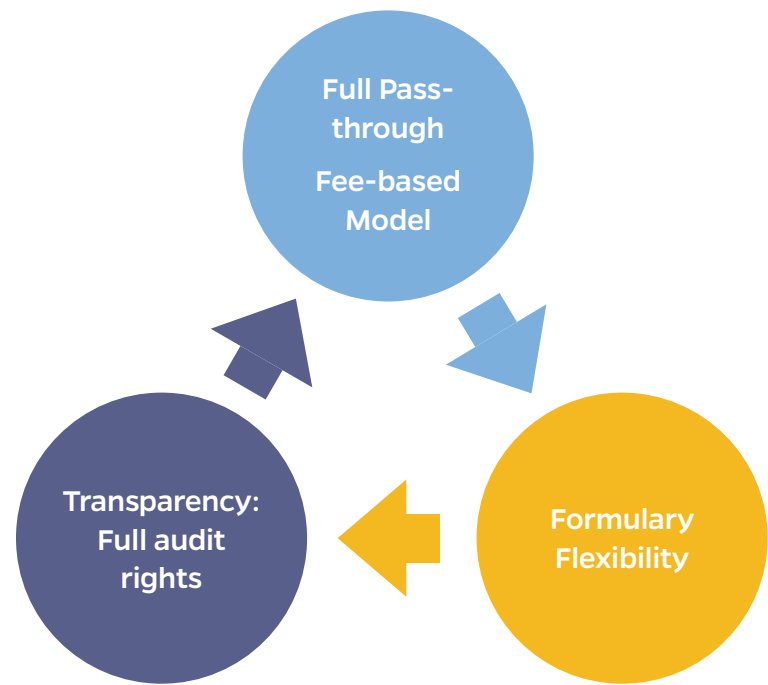 Full Pass-
through
Fee-based
Model
Transparency:
Full audit
rights
Formulary
Flexibility